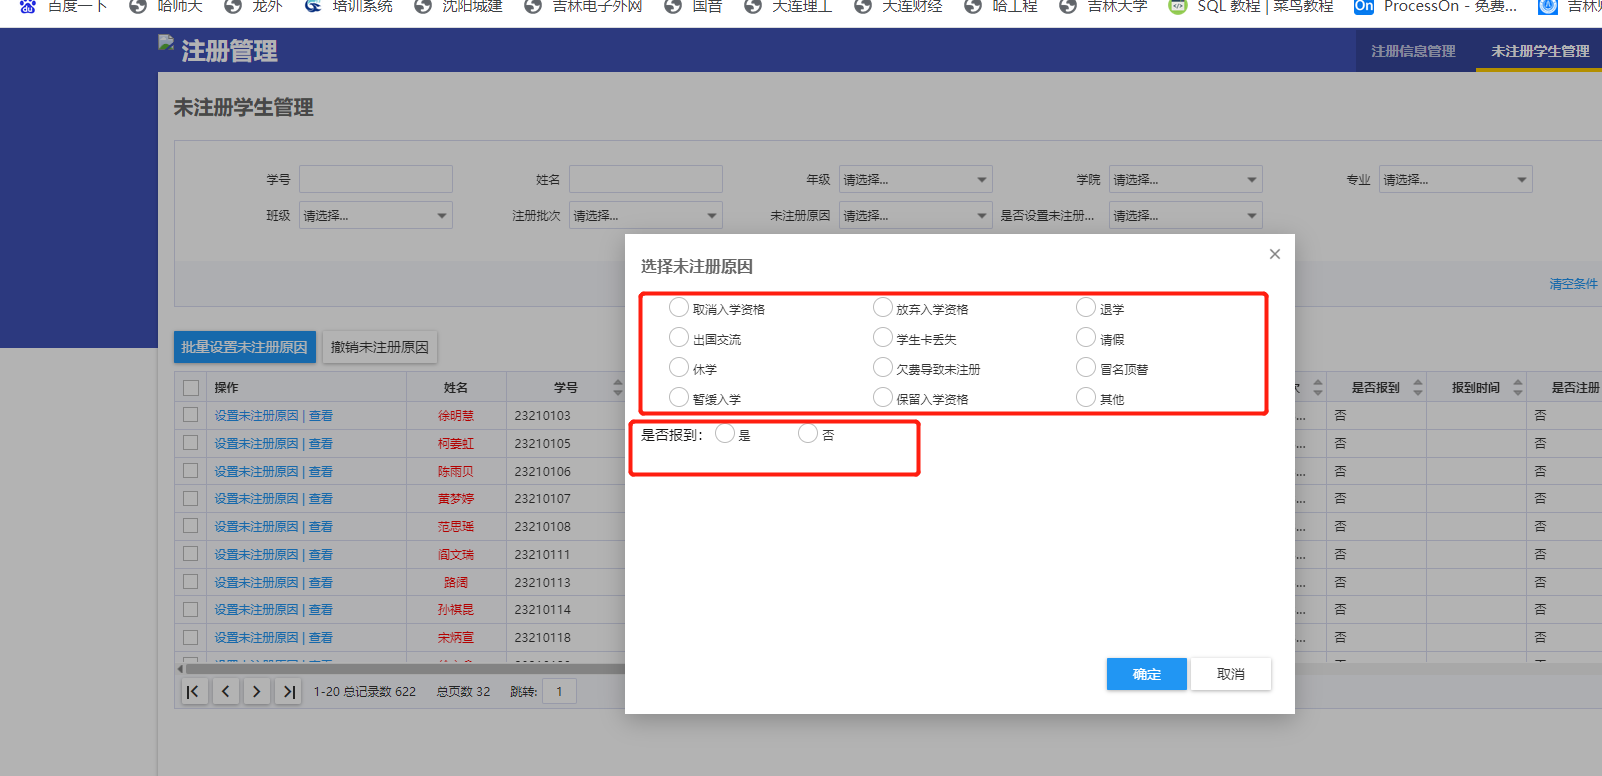 百度一下 哈师大 龙外 培训系统 沈阳城建 吉林电子外网 国音 大连理工 大连财经 哈工程 吉林大学 SQL 教程 | 菜鸟教程 On ProcessOn - 免费...
注册管理 注册信息管理 未注册学生管理
未注册学生管理
学号 姓名 年级 请选择... 学院 请选择... 专业 请选择...
班级 请选择... 注册批次 请选择... 未注册原因 请选择... 是否设置未注册... 请选择...
清空条件
批量设置未注册原因 撤销未注册原因
操作 姓名 学号 次 是否报到 报到时间 是否注册
设置未注册原因 | 查看 徐明慧 23210103 ... 否 否
设置未注册原因 | 查看 柯姜虹 23210105 ... 否 否
设置未注册原因 | 查看 陈雨贝 23210106 ... 否 否
设置未注册原因 | 查看 黄梦婷 23210107 ... 否 否
设置未注册原因 | 查看 范思瑶 23210108 ... 否 否
设置未注册原因 | 查看 阎文瑞 23210111 ... 否 否
设置未注册原因 | 查看 路阔 23210113 ... 否 否
设置未注册原因 | 查看 孙祺昆 23210114 ... 否 否
设置未注册原因 | 查看 宋炳宣 23210118 ... 否 否
1-20 总记录数 622 总页数 32 跳转: 1
选择未注册原因 ×
取消入学资格 放弃入学资格 退学
出国交流 学生卡丢失 请假
休学 欠费导致未注册 冒名顶替
暂缓入学 保留入学资格 其他
是否报到： 是 否
确定 取消